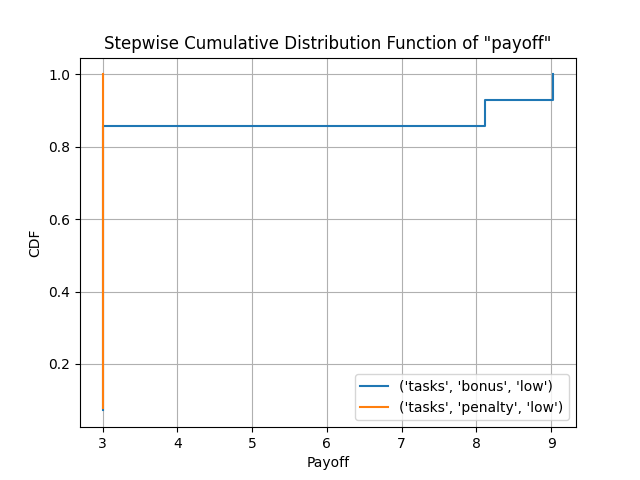 Stepwise Cumulative Distribution Function of "payoff"
1.0
0.8
0.6
0.4
0.2
CDF
('tasks', 'bonus', 'low')
('tasks', 'penalty', 'low')
3 4 5 6 7 8 9
Payoff